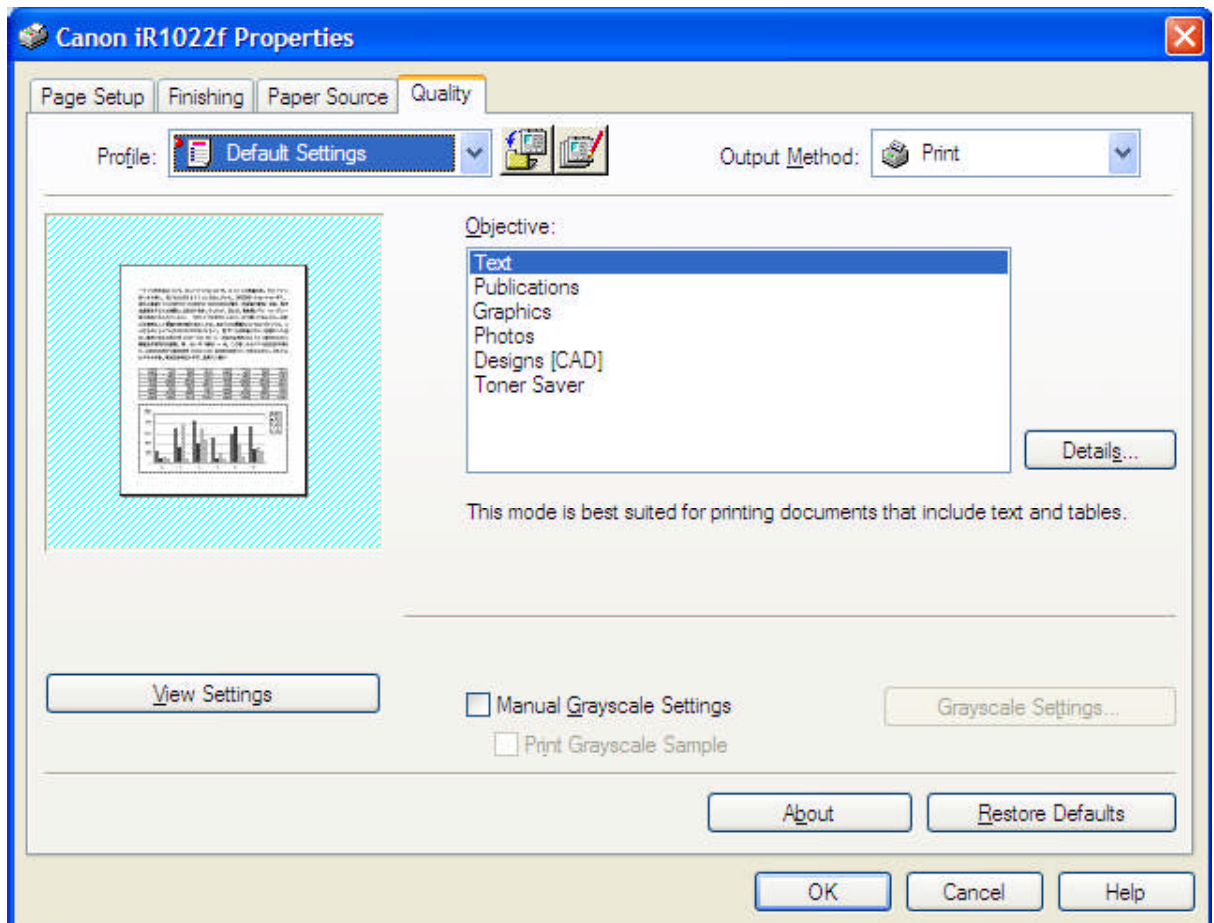 Canon iR1022f Properties
Page Setup Finishing Paper Source Quality
Profile: Default Settings Output Method: Print
Objective:
Text
Publications
Graphics
Photos
Designs [CAD]
Toner Saver
Details...
This mode is best suited for printing documents that include text and tables.
View Settings
Manual Grayscale Settings Grayscale Settings...
Print Grayscale Sample
About Restore Defaults
OK Cancel Help